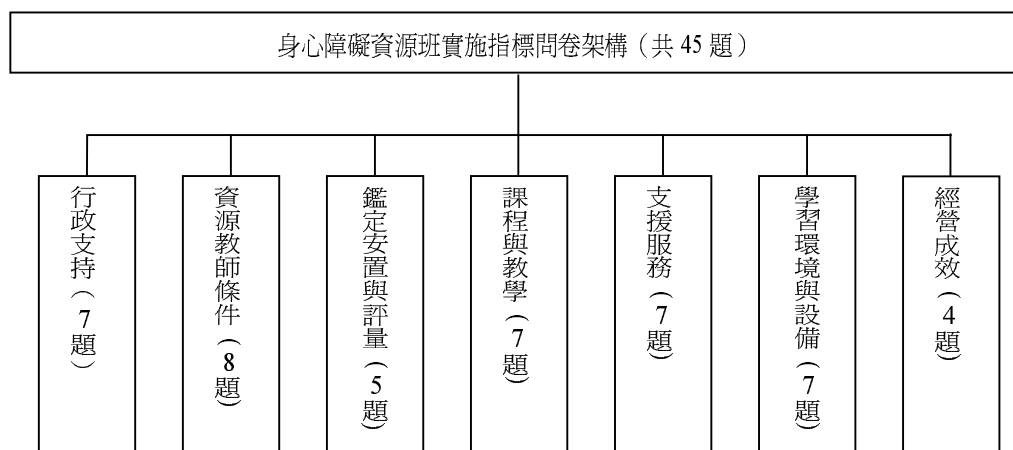 身心障礙資源班實施指標問卷架構（共 45 題）
行政支持（7題）
資源教師條件（8題）
鑑定安置與評量（5題）
課程與教學（7題）
支援服務（7題）
學習環境與設備（7題）
經營成效（4題）